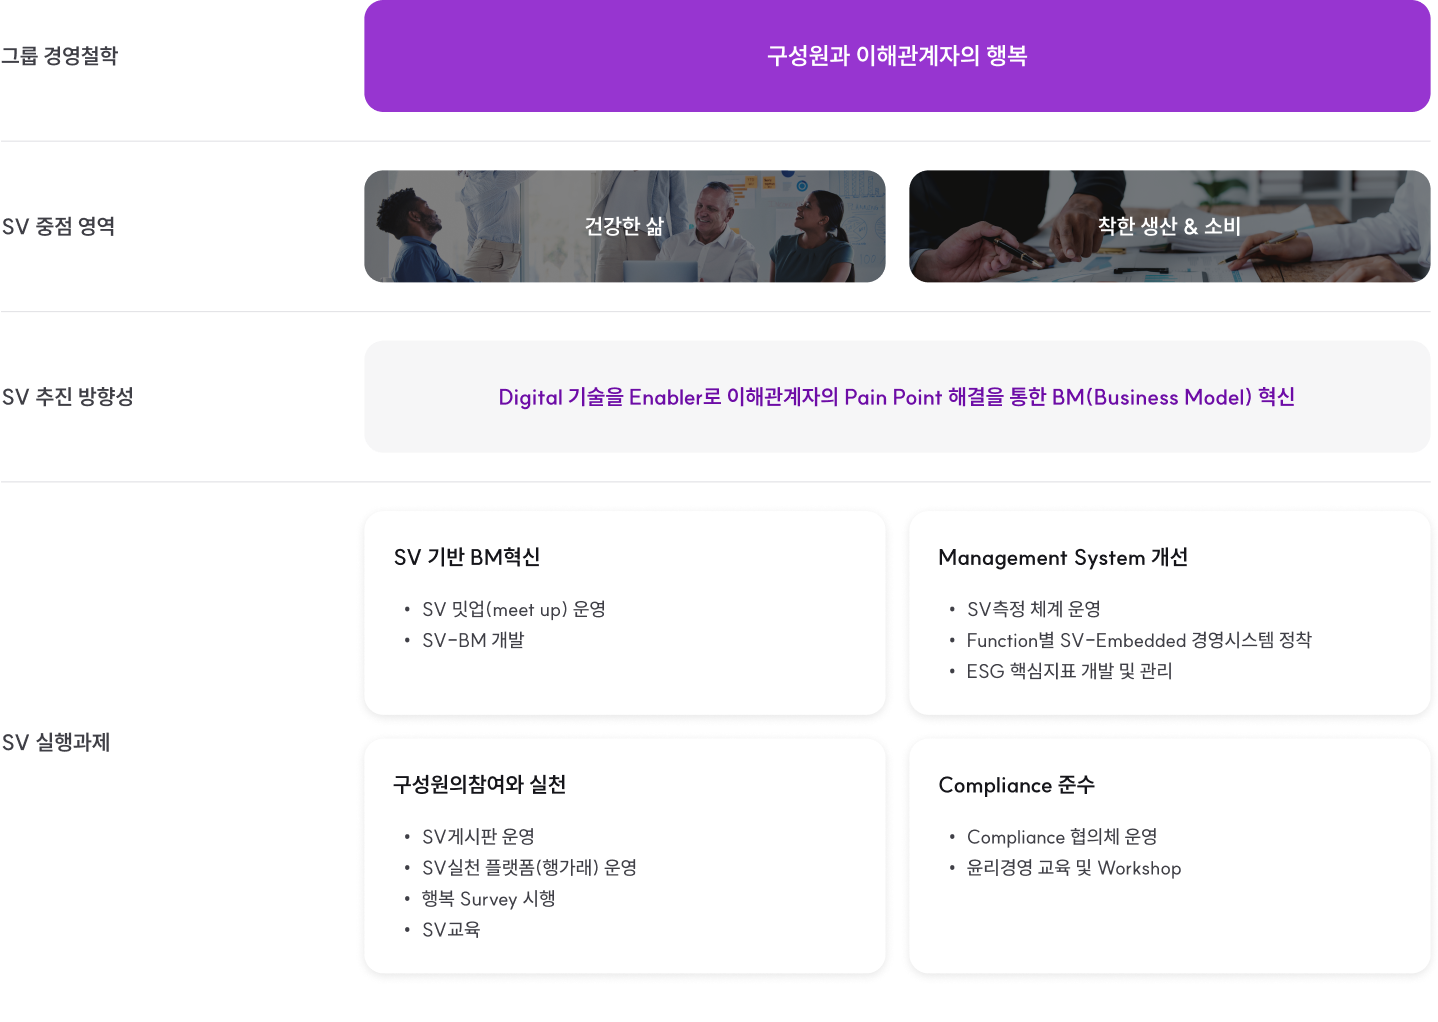 그룹 경영철학
구성원과 이해관계자의 행복
SV 중점 영역
건강한 삶
착한 생산 & 소비
SV 추진 방향성
Digital 기술을 Enabler로 이해관계자의 Pain Point 해결을 통한 BM(Business Model) 혁신
SV 실행과제
SV 기반 BM혁신
• SV 밋업(meet up) 운영
• SV-BM 개발
Management System 개선
• SV측정 체계 운영
• Function별 SV-Embedded 경영시스템 정착
• ESG 핵심지표 개발 및 관리
구성원의참여와 실천
• SV게시판 운영
• SV실천 플랫폼(행가래) 운영
• 행복 Survey 시행
• SV교육
Compliance 준수
• Compliance 협의체 운영
• 윤리경영 교육 및 Workshop